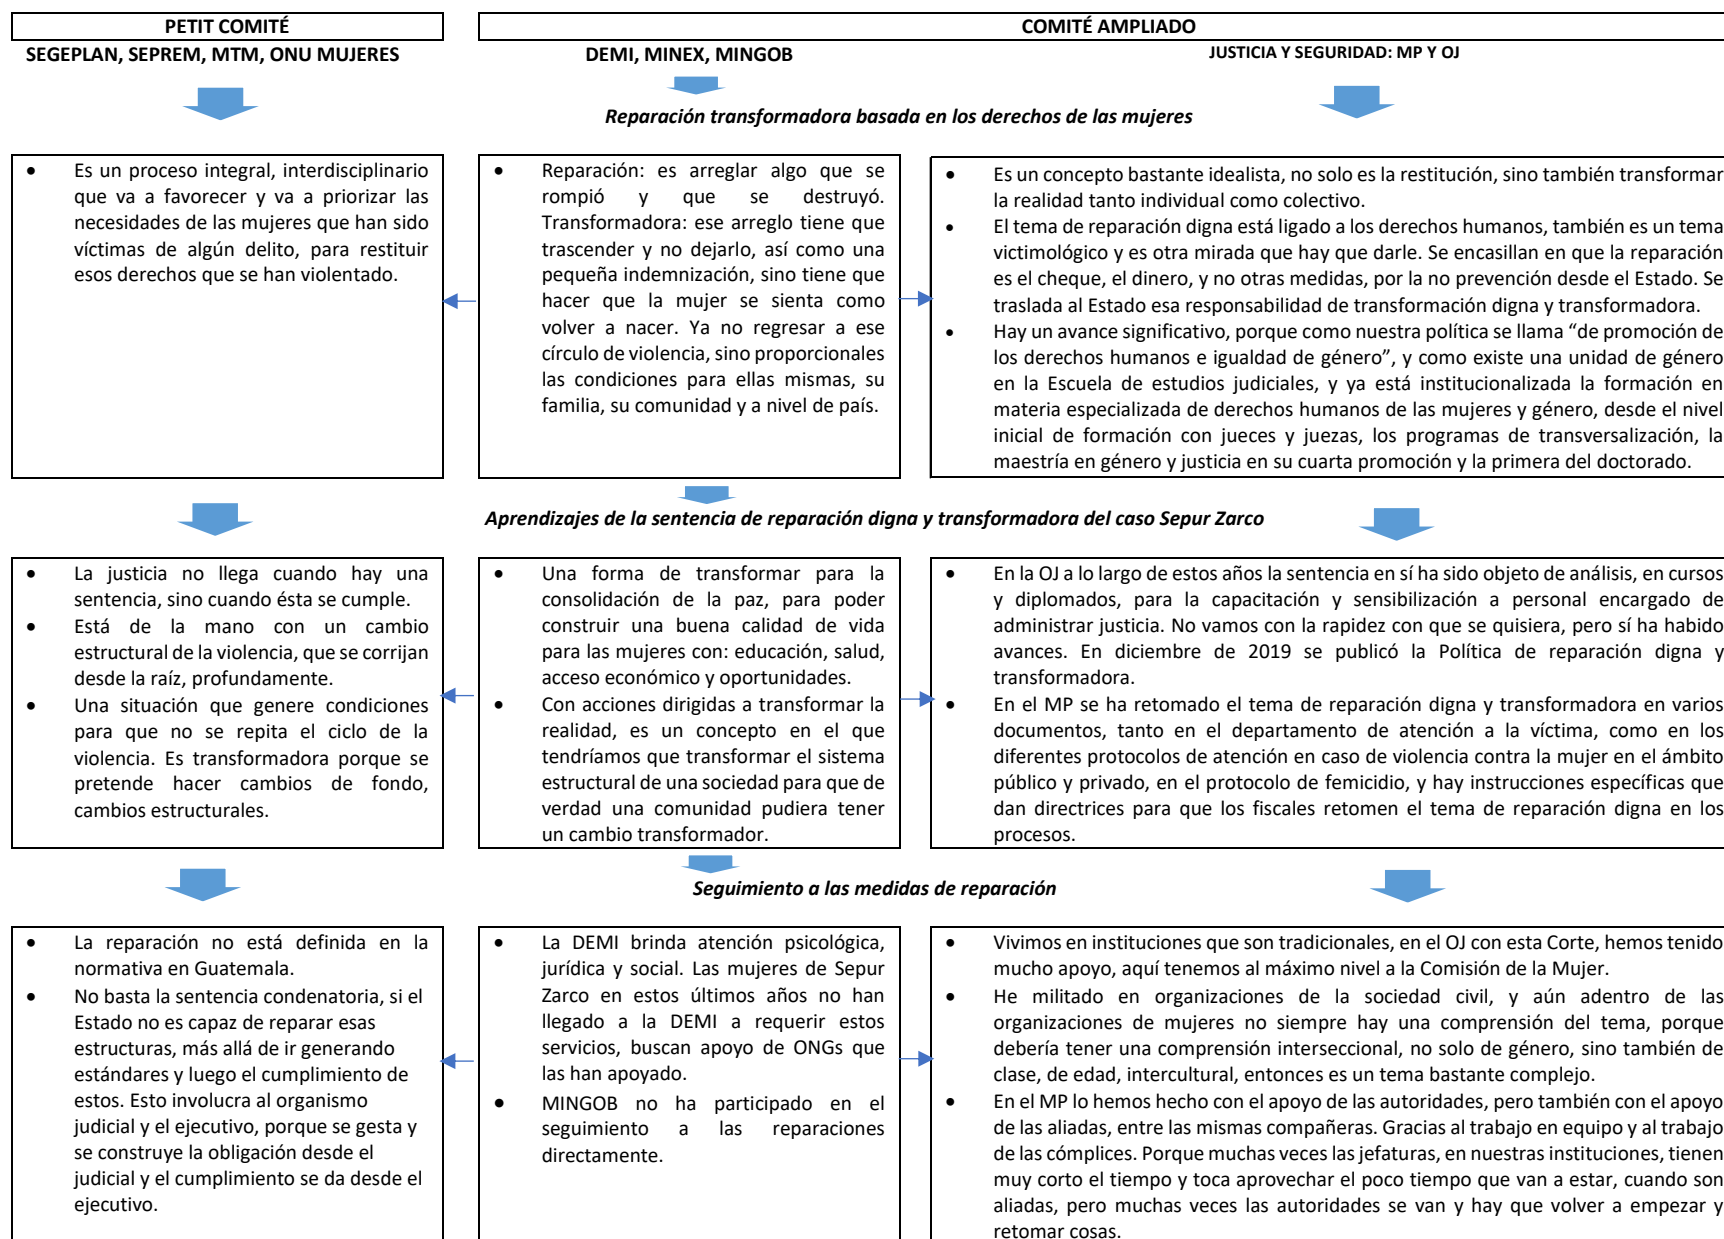 PETIT COMITÉ
COMITÉ AMPLIADO
SEGEPLAN, SEPREM, MTM, ONU MUJERES
DEMI, MINEX, MINGOB
JUSTICIA Y SEGURIDAD: MP Y OJ
Reparación transformadora basada en los derechos de las mujeres
• Es un proceso integral, interdisciplinario
que va a favorecer y va a priorizar las
necesidades de las mujeres que han sido
víctimas de algún delito, para restituir
esos derechos que se han violentado.
• Reparación: es arreglar algo que se
rompió y que se destruyó.
Transformadora: ese arreglo tiene que
trascender y no dejarlo, así como una
pequeña indemnización, sino tiene que
hacer que la mujer se sienta como
volver a nacer. Ya no regresar a ese
círculo de violencia, sino proporcionales
las condiciones para ellas mismas, su
familia, su comunidad y a nivel de país.
• Es un concepto bastante idealista, no solo es la restitución, sino también transformar
la realidad tanto individual como colectivo.
• El tema de reparación digna está ligado a los derechos humanos, también es un tema
victimológico y es otra mirada que hay que darle. Se encasillan en que la reparación
es el cheque, el dinero, y no otras medidas, por la no prevención desde el Estado. Se
traslada al Estado esa responsabilidad de transformación digna y transformadora.
• Hay un avance significativo, porque como nuestra política se llama “de promoción de
los derechos humanos e igualdad de género”, y como existe una unidad de género
en la Escuela de estudios judiciales, y ya está institucionalizada la formación en
materia especializada de derechos humanos de las mujeres y género, desde el nivel
inicial de formación con jueces y juezas, los programas de transversalización, la
maestría en género y justicia en su cuarta promoción y la primera del doctorado.
Aprendizajes de la sentencia de reparación digna y transformadora del caso Sepur Zarco
• La justicia no llega cuando hay una
sentencia, sino cuando ésta se cumple.
• Está de la mano con un cambio
estructural de la violencia, que se corrijan
desde la raíz, profundamente.
• Una situación que genere condiciones
para que no se repita el ciclo de la
violencia. Es transformadora porque se
pretende hacer cambios de fondo,
cambios estructurales.
• Una forma de transformar para la
consolidación de la paz, para poder
construir una buena calidad de vida
para las mujeres con: educación, salud,
acceso económico y oportunidades.
• Con acciones dirigidas a transformar la
realidad, es un concepto en el que
tendríamos que transformar el sistema
estructural de una sociedad para que de
verdad una comunidad pudiera tener
un cambio transformador.
• En la OJ a lo largo de estos años la sentencia en sí ha sido objeto de análisis, en cursos
y diplomados, para la capacitación y sensibilización a personal encargado de
administrar justicia. No vamos con la rapidez con que se quisiera, pero sí ha habido
avances. En diciembre de 2019 se publicó la Política de reparación digna y
transformadora.
• En el MP se ha retomado el tema de reparación digna y transformadora en varios
documentos, tanto en el departamento de atención a la víctima, como en los
diferentes protocolos de atención en caso de violencia contra la mujer en el ámbito
público y privado, en el protocolo de femicidio, y hay instrucciones específicas que
dan directrices para que los fiscales retomen el tema de reparación digna en los
procesos.
Seguimiento a las medidas de reparación
• La reparación no está definida en la
normativa en Guatemala.
• No basta la sentencia condenatoria, si el
Estado no es capaz de reparar esas
estructuras, más allá de ir generando
estándares y luego el cumplimiento de
estos. Esto involucra al organismo
judicial y el ejecutivo, porque se gesta y
se construye la obligación desde el
judicial y el cumplimiento se da desde el
ejecutivo.
• La DEMI brinda atención psicológica,
jurídica y social. Las mujeres de Sepur
Zarco en estos últimos años no han
llegado a la DEMI a requerir estos
servicios, buscan apoyo de ONGs que
las han apoyado.
• MINGOB no ha participado en el
seguimiento a las reparaciones
directamente.
• Vivimos en instituciones que son tradicionales, en el OJ con esta Corte, hemos tenido
mucho apoyo, aquí tenemos al máximo nivel a la Comisión de la Mujer.
• He militado en organizaciones de la sociedad civil, y aún adentro de las
organizaciones de mujeres no siempre hay una comprensión del tema, porque
debería tener una comprensión interseccional, no solo de género, sino también de
clase, de edad, intercultural, entonces es un tema bastante complejo.
• En el MP lo hemos hecho con el apoyo de las autoridades, pero también con el apoyo
de las aliadas, entre las mismas compañeras. Gracias al trabajo en equipo y al trabajo
de las cómplices. Porque muchas veces las jefaturas, en nuestras instituciones, tienen
muy corto el tiempo y toca aprovechar el poco tiempo que van a estar, cuando son
aliadas, pero muchas veces las autoridades se van y hay que volver a empezar y
retomar cosas.